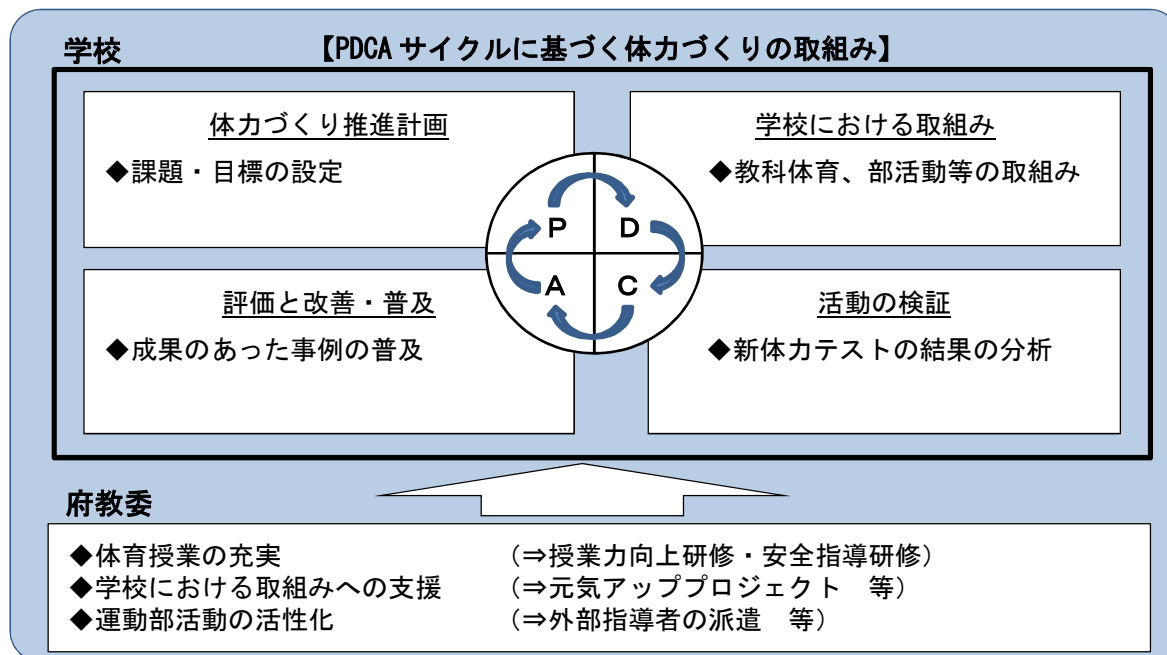 学校
【PDCAサイクルに基づく体力づくりの取組み】
体力づくり推進計画
◆課題・目標の設定
学校における取組み
◆教科体育、部活動等の取組み
P
D
A
C
評価と改善・普及
◆成果のあった事例の普及
活動の検証
◆新体力テストの結果の分析
府教委
◆体育授業の充実 （⇒授業力向上研修・安全指導研修）
◆学校における取組みへの支援 （⇒元気アッププロジェクト　等）
◆運動部活動の活性化 （⇒外部指導者の派遣　等）